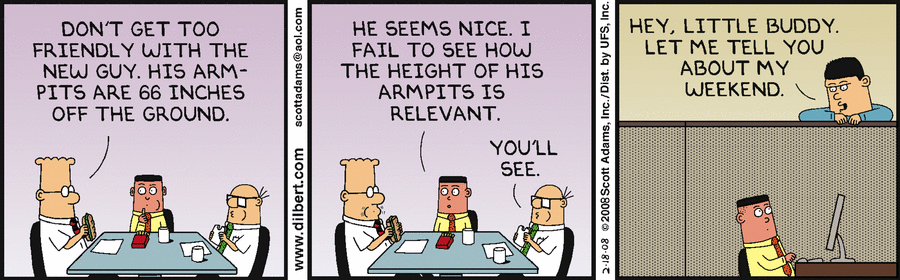 DON'T GET TOO
FRIENDLY WITH THE
NEW GUY. HIS ARM-
PITS ARE 66 INCHES
OFF THE GROUND.
www.dilbert.com
scottadams@aol.com
HE SEEMS NICE. I
FAIL TO SEE HOW
THE HEIGHT OF HIS
ARMPITS IS
RELEVANT.
YOU'LL
SEE.
2-18-08 © 2008 Scott Adams, Inc./Dist. by UFS, Inc.
HEY, LITTLE BUDDY.
LET ME TELL YOU
ABOUT MY
WEEKEND.